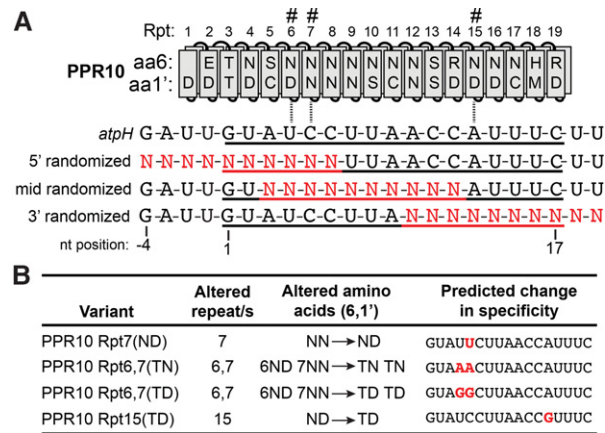 A
# # #
Rpt: 1 2 3 4 5 6 7 8 9 10 11 12 13 14 15 16 17 18 19
PPR10
aa6: E T N S N N N N N N N S R N N N H R
aa1': D D T D C D N N N S C N N D D D C M D
atpH G-A-U-U-G-U-A-U-C-C-U-U-A-A-C-C-A-U-U-U-C-U-U
5' randomized N-N-N-N-N-N-N-N-N-N-U-U-A-A-C-C-A-U-U-U-C-U-U
mid randomized G-A-U-U-G-U-N-N-N-N-N-N-N-N-N-N-A-U-U-U-C-U-U
3' randomized G-A-U-U-G-U-A-U-C-C-U-U-A-N-N-N-N-N-N-N-N-N-N
nt position: -4 1 17
B
Variant Altered repeat/s Altered amino acids (6,1') Predicted change in specificity
PPR10 Rpt7(ND) 7 NN→ND GUAUUCUUAACCAUUUC
PPR10 Rpt6,7(TN) 6,7 6ND 7NN→TN TN GUAAACUUAACCAUUUC
PPR10 Rpt6,7(TD) 6,7 6ND 7NN→TD TD GUAGGCUUAACCAUUUC
PPR10 Rpt15(TD) 15 ND→TD GUAUCCUUAACCGUUUC